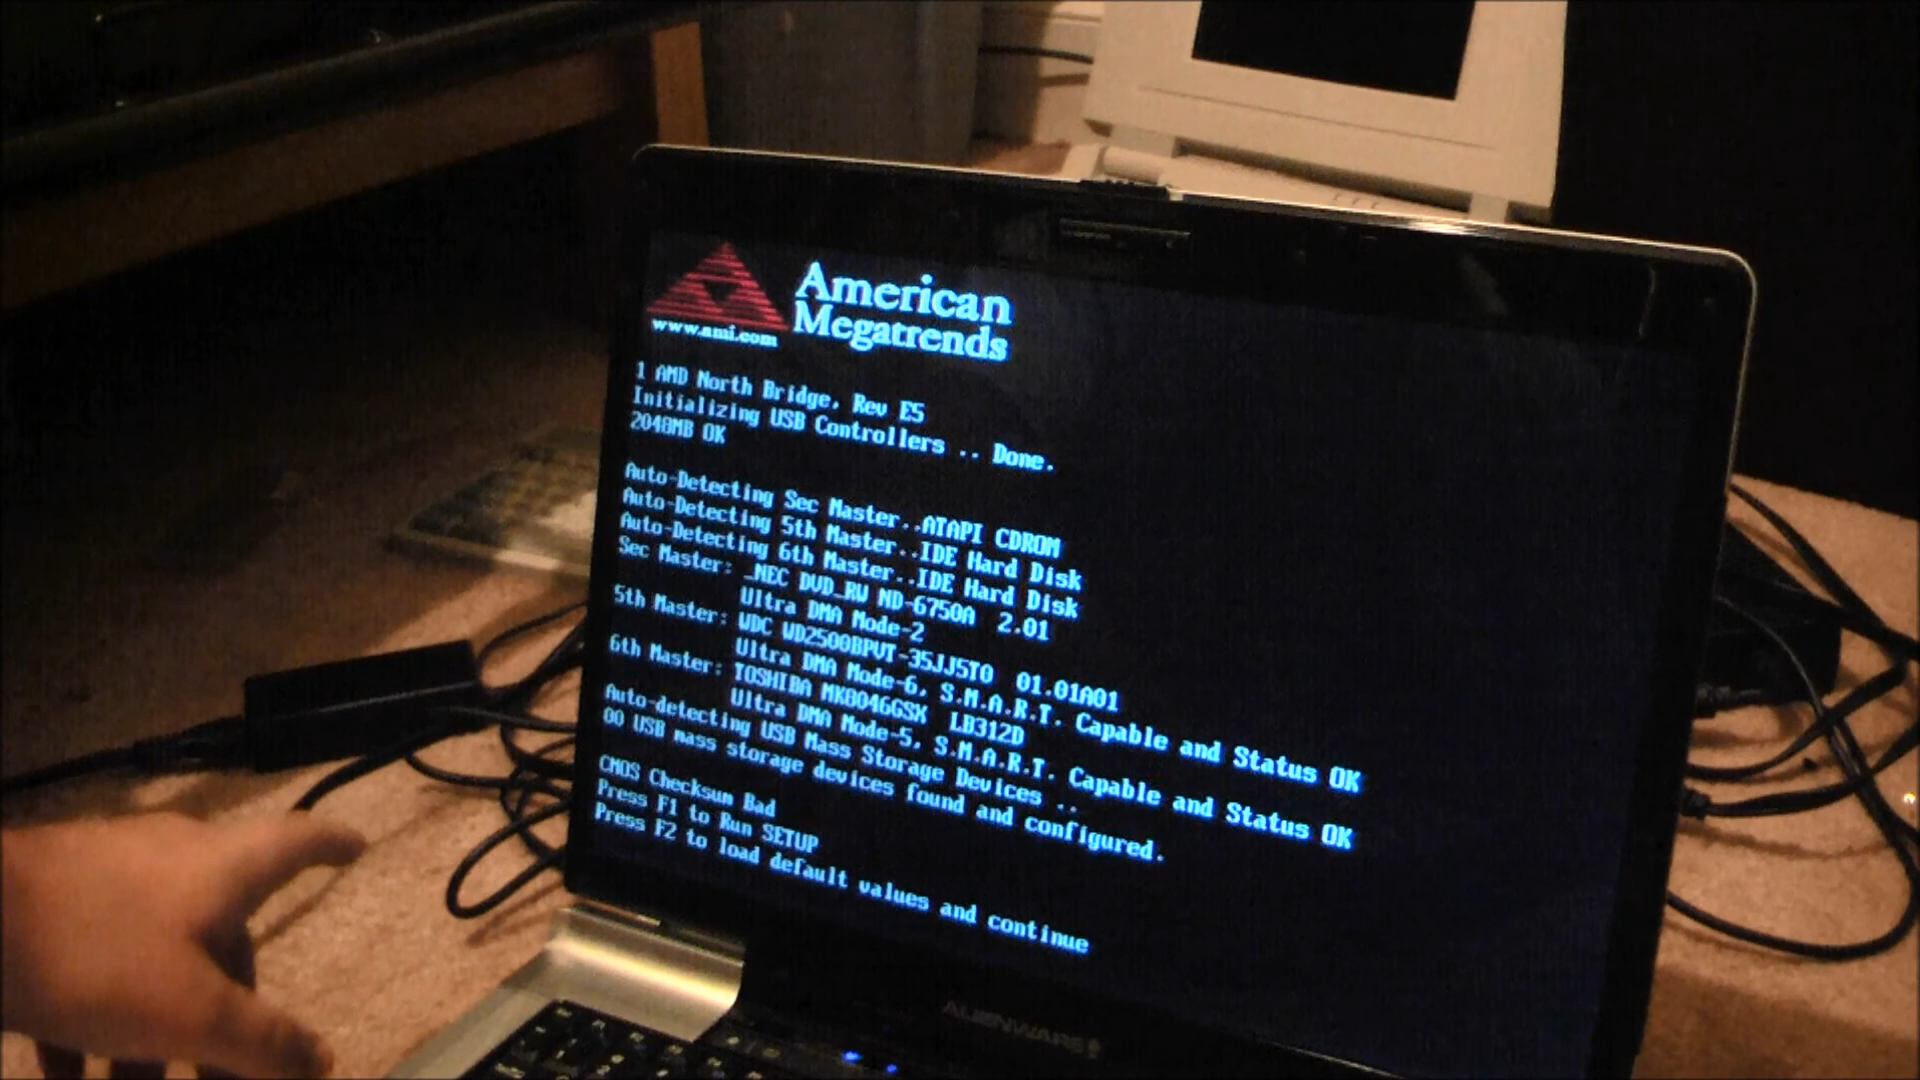 American
Megatrends
www.ami.com
1 AMD North Bridge, Rev E5
Initializing USB Controllers .. Done.
2048MB OK
Auto-Detecting Sec Master..ATAPI CDROM
Auto-Detecting 5th Master..IDE Hard Disk
Auto-Detecting 6th Master..IDE Hard Disk
Sec Master: _NEC DVD_RW ND-6750A 2.01
Ultra DMA Mode-2
5th Master: WDC WD2500BPVT-35JJ5T0 01.01A01
Ultra DMA Mode-6, S.M.A.R.T. Capable and Status OK
6th Master: TOSHIBA MK8046GSX LB312D
Ultra DMA Mode-5, S.M.A.R.T. Capable and Status OK
Auto-detecting USB Mass Storage Devices ..
00 USB mass storage devices found and configured.
CMOS Checksum Bad
Press F1 to Run SETUP
Press F2 to load default values and continue
ALIENWARE